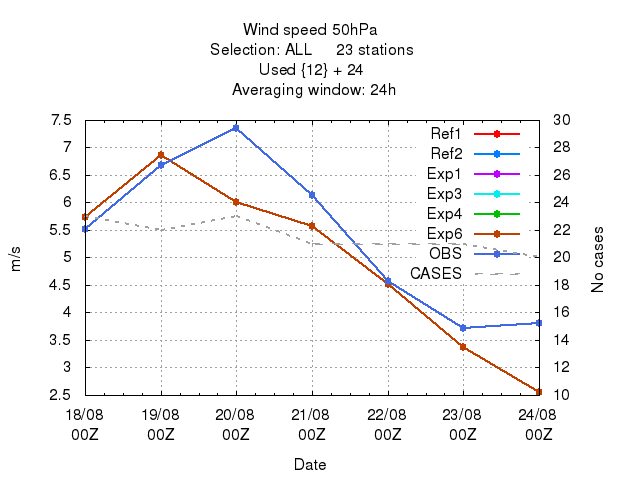 Wind speed 50hPa
Selection: ALL 23 stations
Used {12} + 24
Averaging window: 24h
7.5
7
6.5
6
5.5
5
4.5
4
3.5
3
2.5
m/s
30
28
26
24
22
20
18
16
14
12
10
No cases
Ref1
Ref2
Exp1
Exp3
Exp4
Exp6
OBS
CASES
18/08 19/08 20/08 21/08 22/08 23/08 24/08
00Z 00Z 00Z 00Z 00Z 00Z 00Z
Date